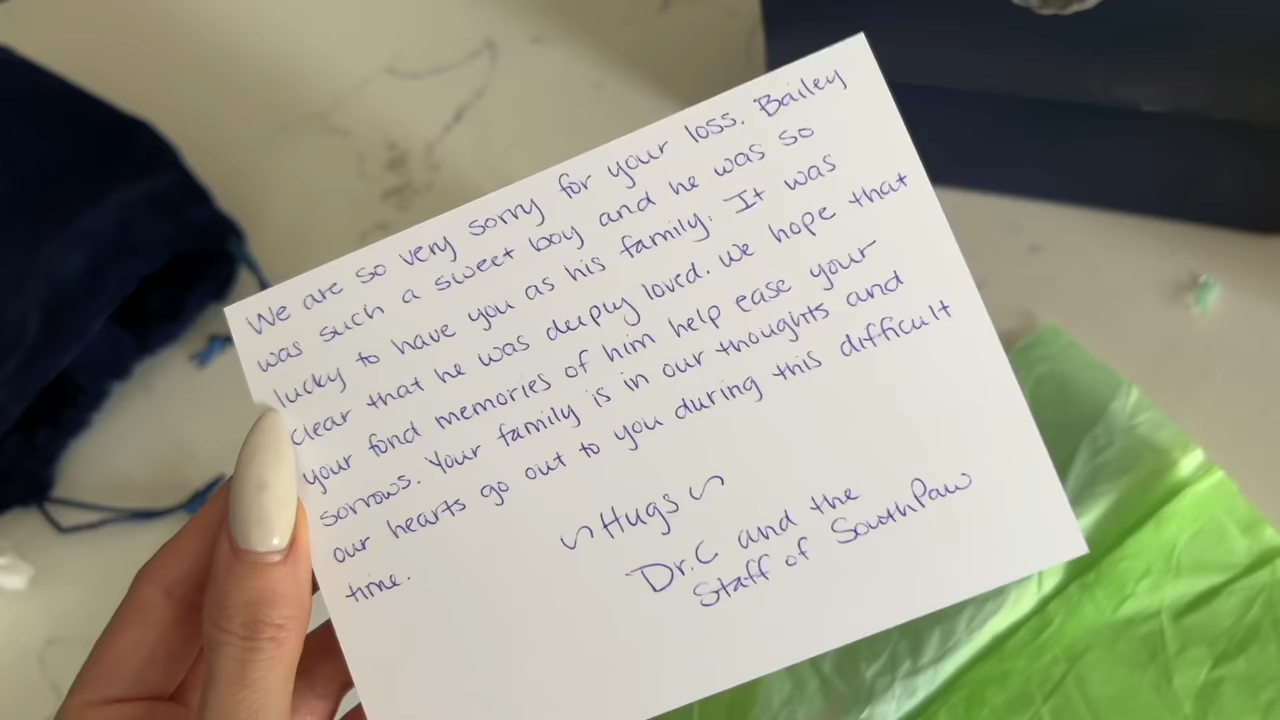 We are so very sorry for your loss. Bailey
was such a sweet boy and he was so
lucky to have you as his family. It was
clear that he was deeply loved. We hope that
your fond memories of him help ease your
sorrows. Your family is in our thoughts and
our hearts go out to you during this difficult
time.
~Hugs~
Dr. C and the
Staff of SouthPaw